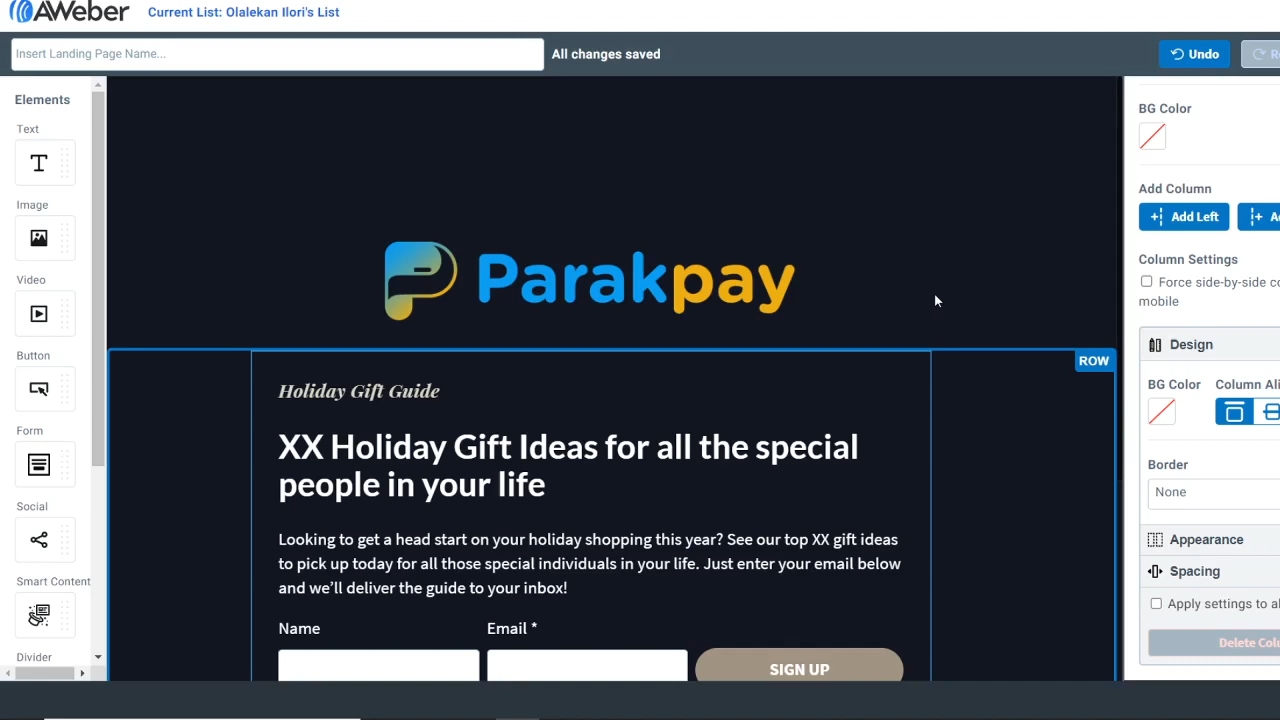 AWeber
Current List: Olalekan Ilori's List
Insert Landing Page Name...
All changes saved
Undo
Elements
Text
Image
Video
Button
Form
Social
Smart Content
Divider
Parakpay
ROW
Holiday Gift Guide
XX Holiday Gift Ideas for all the special
people in your life
Looking to get a head start on your holiday shopping this year? See our top XX gift ideas
to pick up today for all those special individuals in your life. Just enter your email below
and we'll deliver the guide to your inbox!
Name
Email *
SIGN UP
BG Color
Add Column
Add Left
Column Settings
Force side-by-side
mobile
Design
BG Color
Column
Border
None
Appearance
Spacing
Apply settings to
Delete